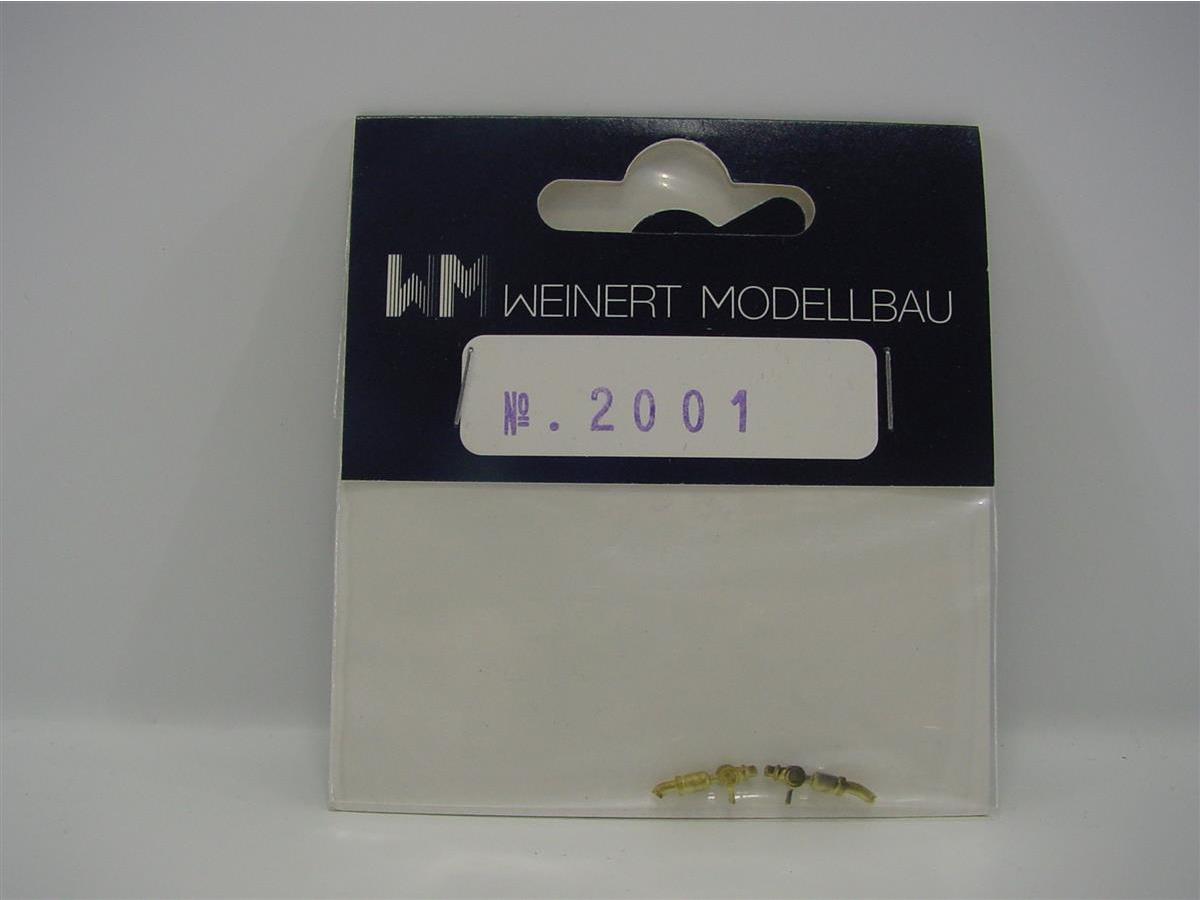 WM WEINERT MODELLBAU
№. 2001